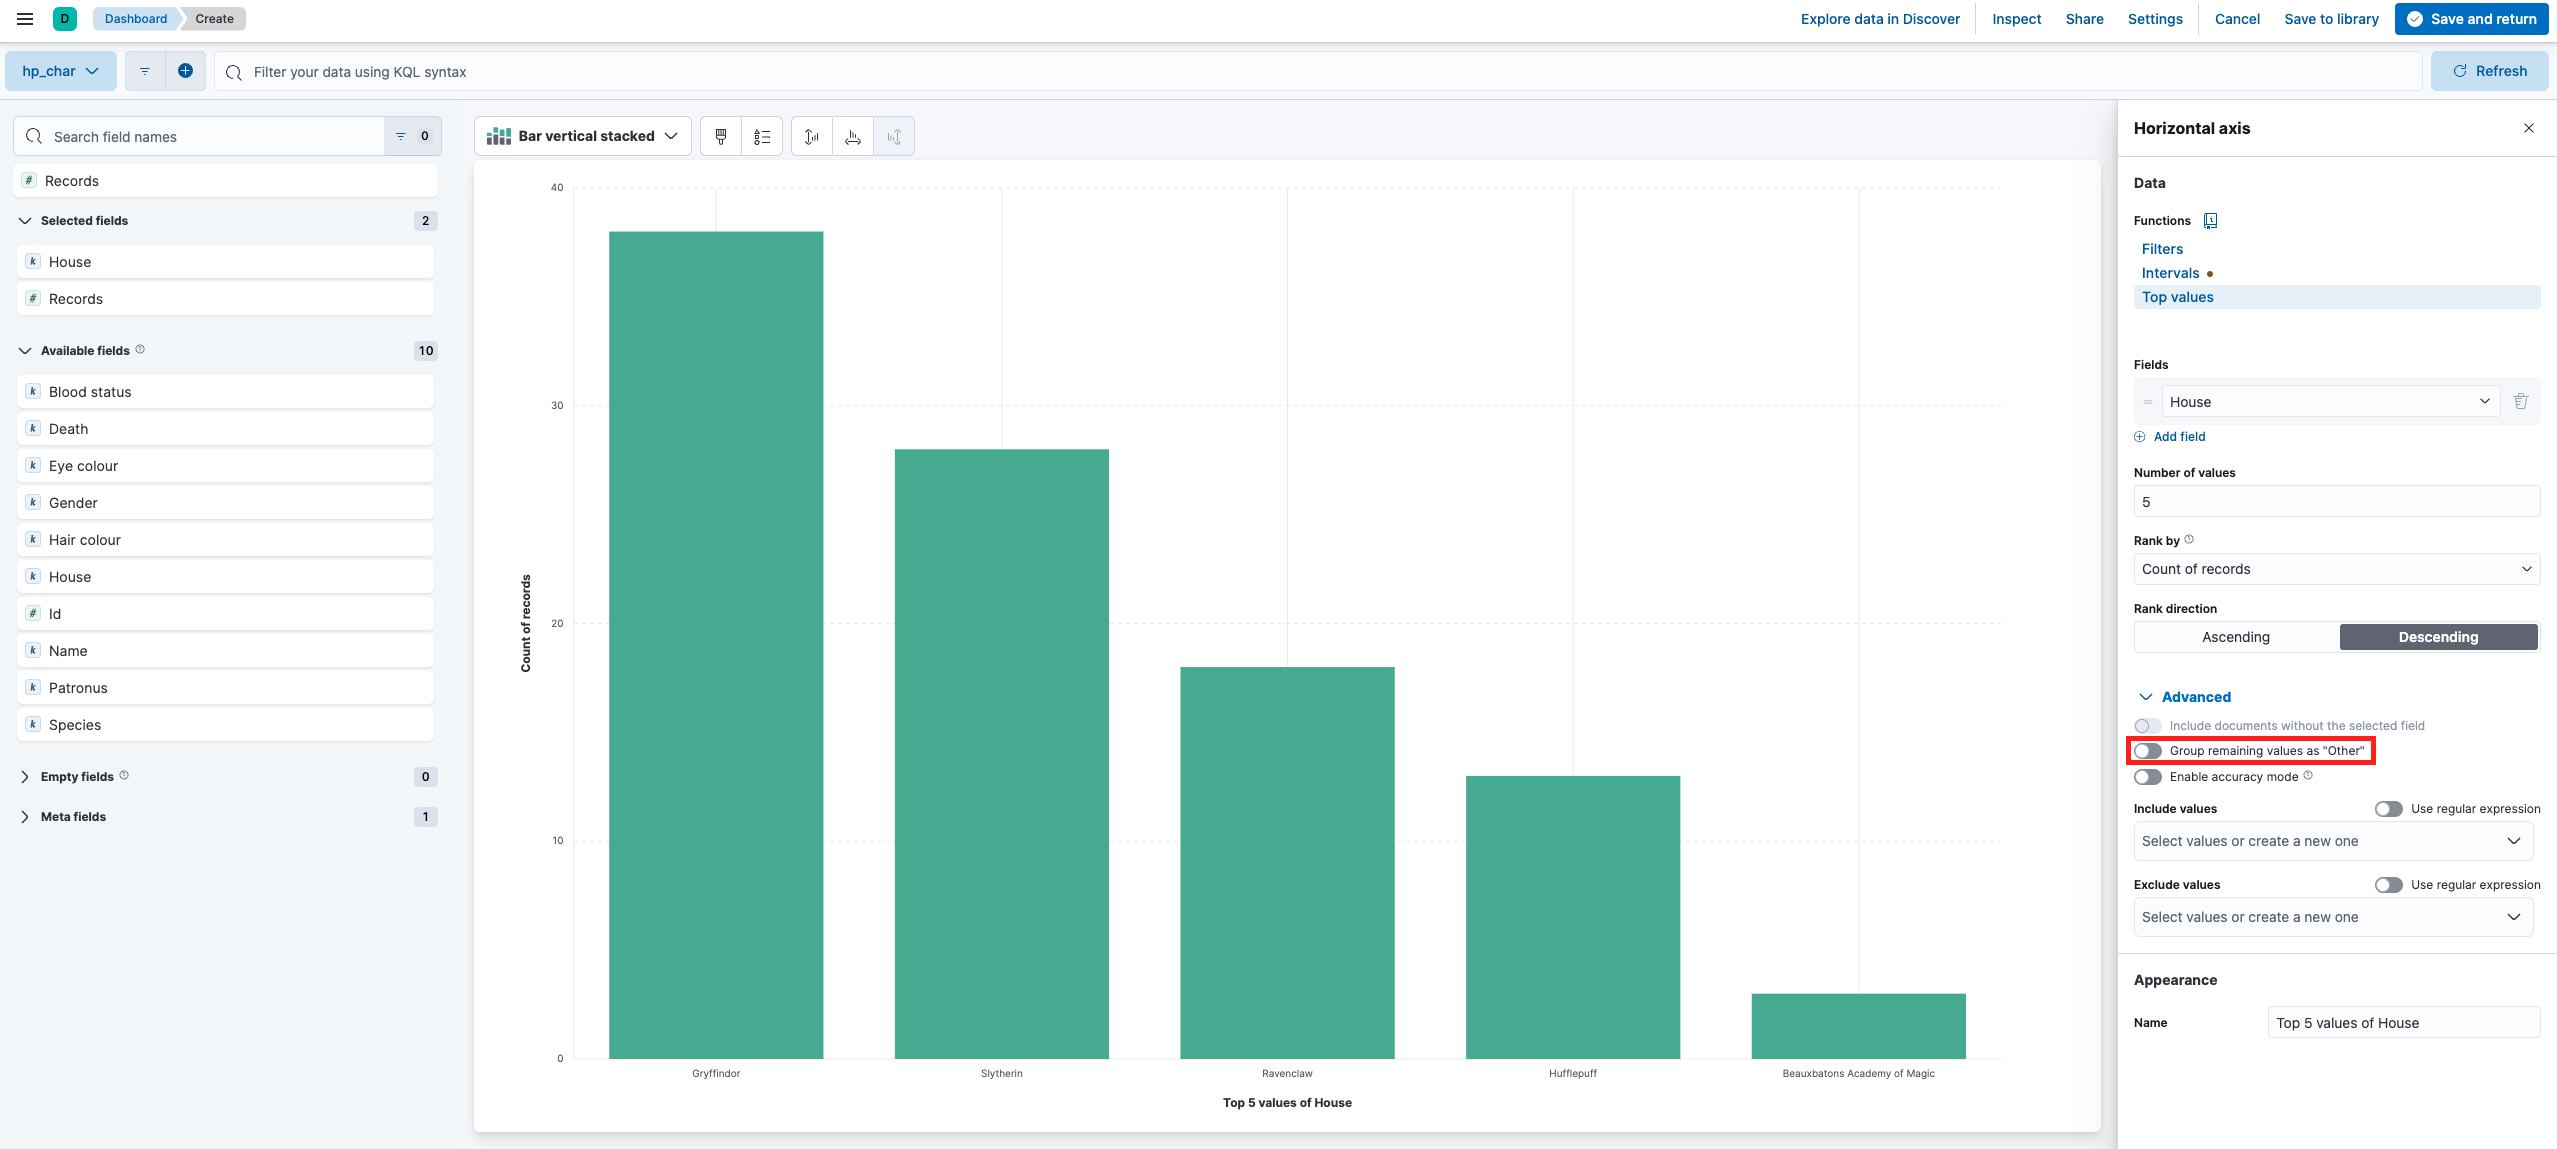 D Dashboard Create Explore data in Discover Inspect Share Settings Cancel Save to library Save and return
hp_char Filter your data using KQL syntax Refresh
Search field names 0
# Records
Selected fields 2
k House
# Records
Available fields 10
k Blood status
k Death
k Eye colour
k Gender
k Hair colour
k House
# Id
k Name
k Patronus
k Species
Empty fields 0
Meta fields 1
Bar vertical stacked
40
30
20
10
0
Count of records
Gryffindor Slytherin Ravenclaw Hufflepuff Beauxbatons Academy of Magic
Top 5 values of House
Horizontal axis
Data
Functions
Filters
Intervals
Top values
Fields
House
Add field
Number of values
5
Rank by
Count of records
Rank direction
Ascending Descending
Advanced
Include documents without the selected field
Group remaining values as "Other"
Enable accuracy mode
Include values Use regular expression
Select values or create a new one
Exclude values Use regular expression
Select values or create a new one
Appearance
Name Top 5 values of House